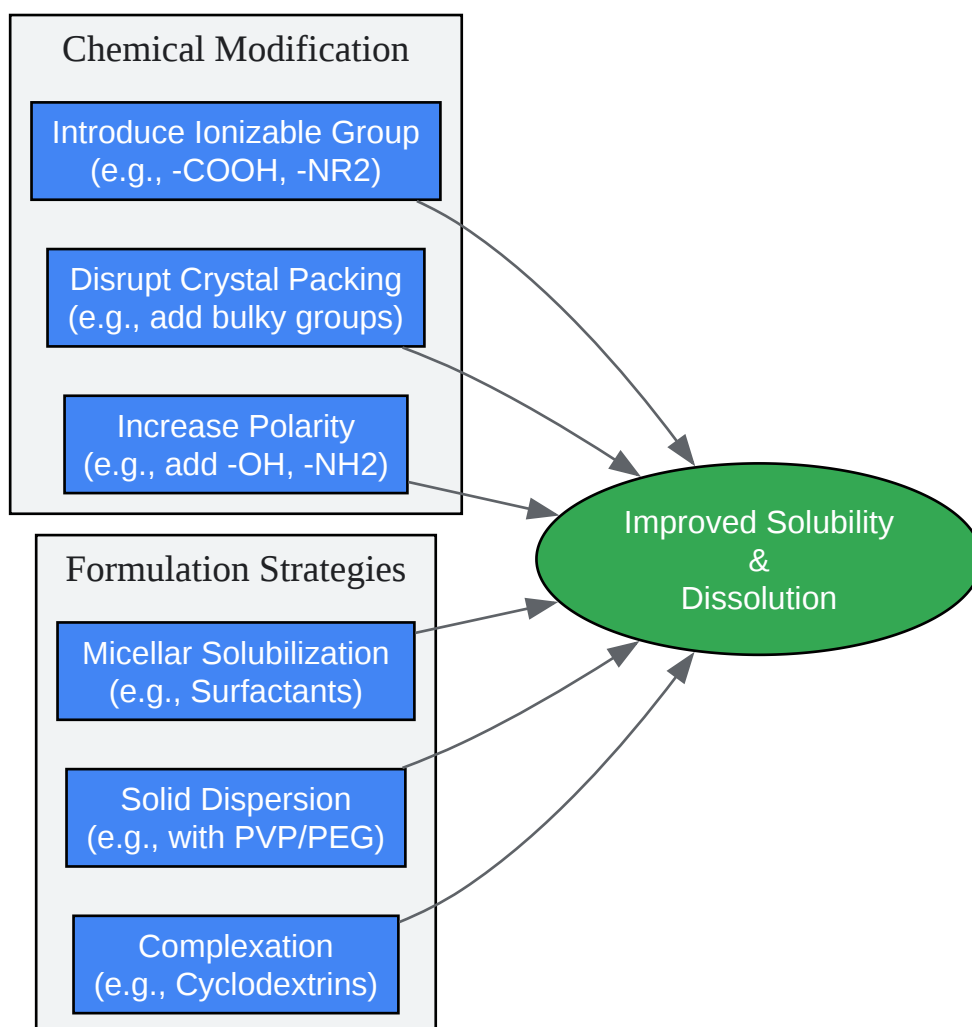 Chemical Modification
Introduce Ionizable Group
(e.g., -COOH, -NR2)
Disrupt Crystal Packing
(e.g., add bulky groups)
Increase Polarity
(e.g., add -OH, -NH2)
Formulation Strategies
Micellar Solubilization
(e.g., Surfactants)
Solid Dispersion
(e.g., with PVP/PEG)
Complexation
(e.g., Cyclodextrins)
Improved Solubility
&
Dissolution